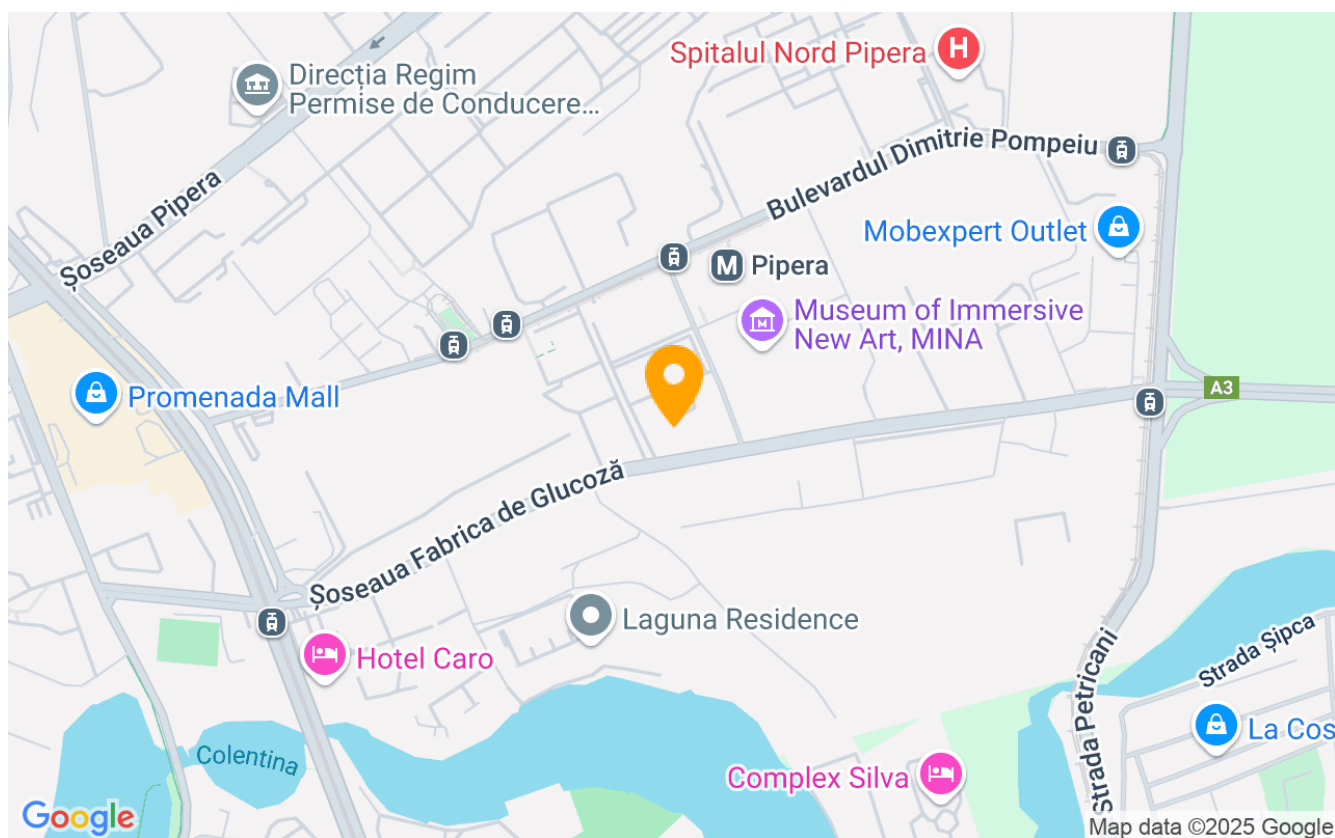 Spitalul Nord Pipera
H
Direcția Regim
Permise de Conducere...
Bulevardul Dimitrie Pompeiu
Șoseaua Pipera
Mobexpert Outlet
M Pipera
Museum of Immersive
New Art, MINA
M
Promenada Mall
A3
Șoseaua Fabrica de Glucoză
Laguna Residence
Hotel Caro
Strada Șipca
Strada Petricani
La Cos
Colentina
Complex Silva
Google
Map data ©2025 Google